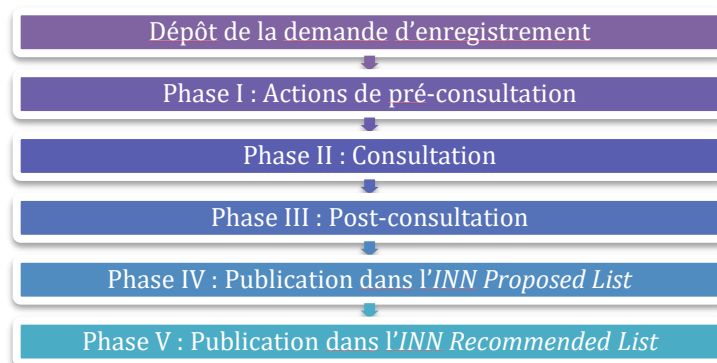 Dépôt de la demande d’enregistrement
Phase I : Actions de pré-consultation
Phase II : Consultation
Phase III : Post-consultation
Phase IV : Publication dans l’INN Proposed List
Phase V : Publication dans l’INN Recommended List